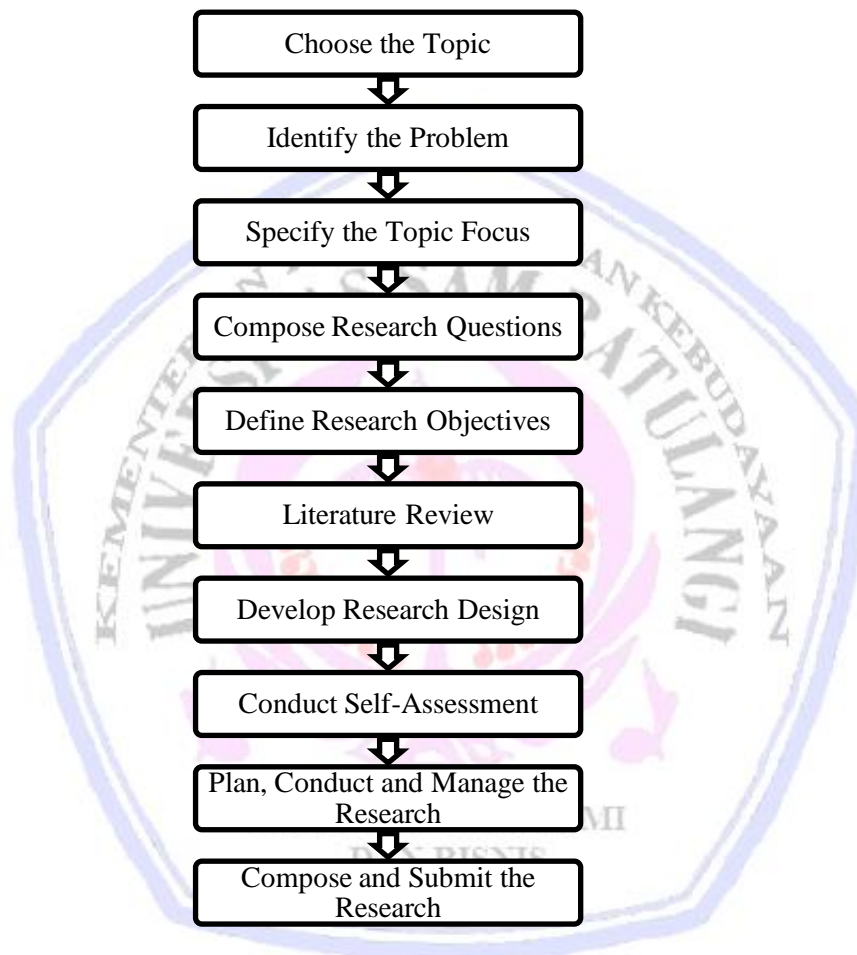 Choose the Topic
Identify the Problem
Specify the Topic Focus
Compose Research Questions
Define Research Objectives
Literature Review
Develop Research Design
Conduct Self-Assessment
Plan, Conduct and Manage the
Research
Compose and Submit the
Research